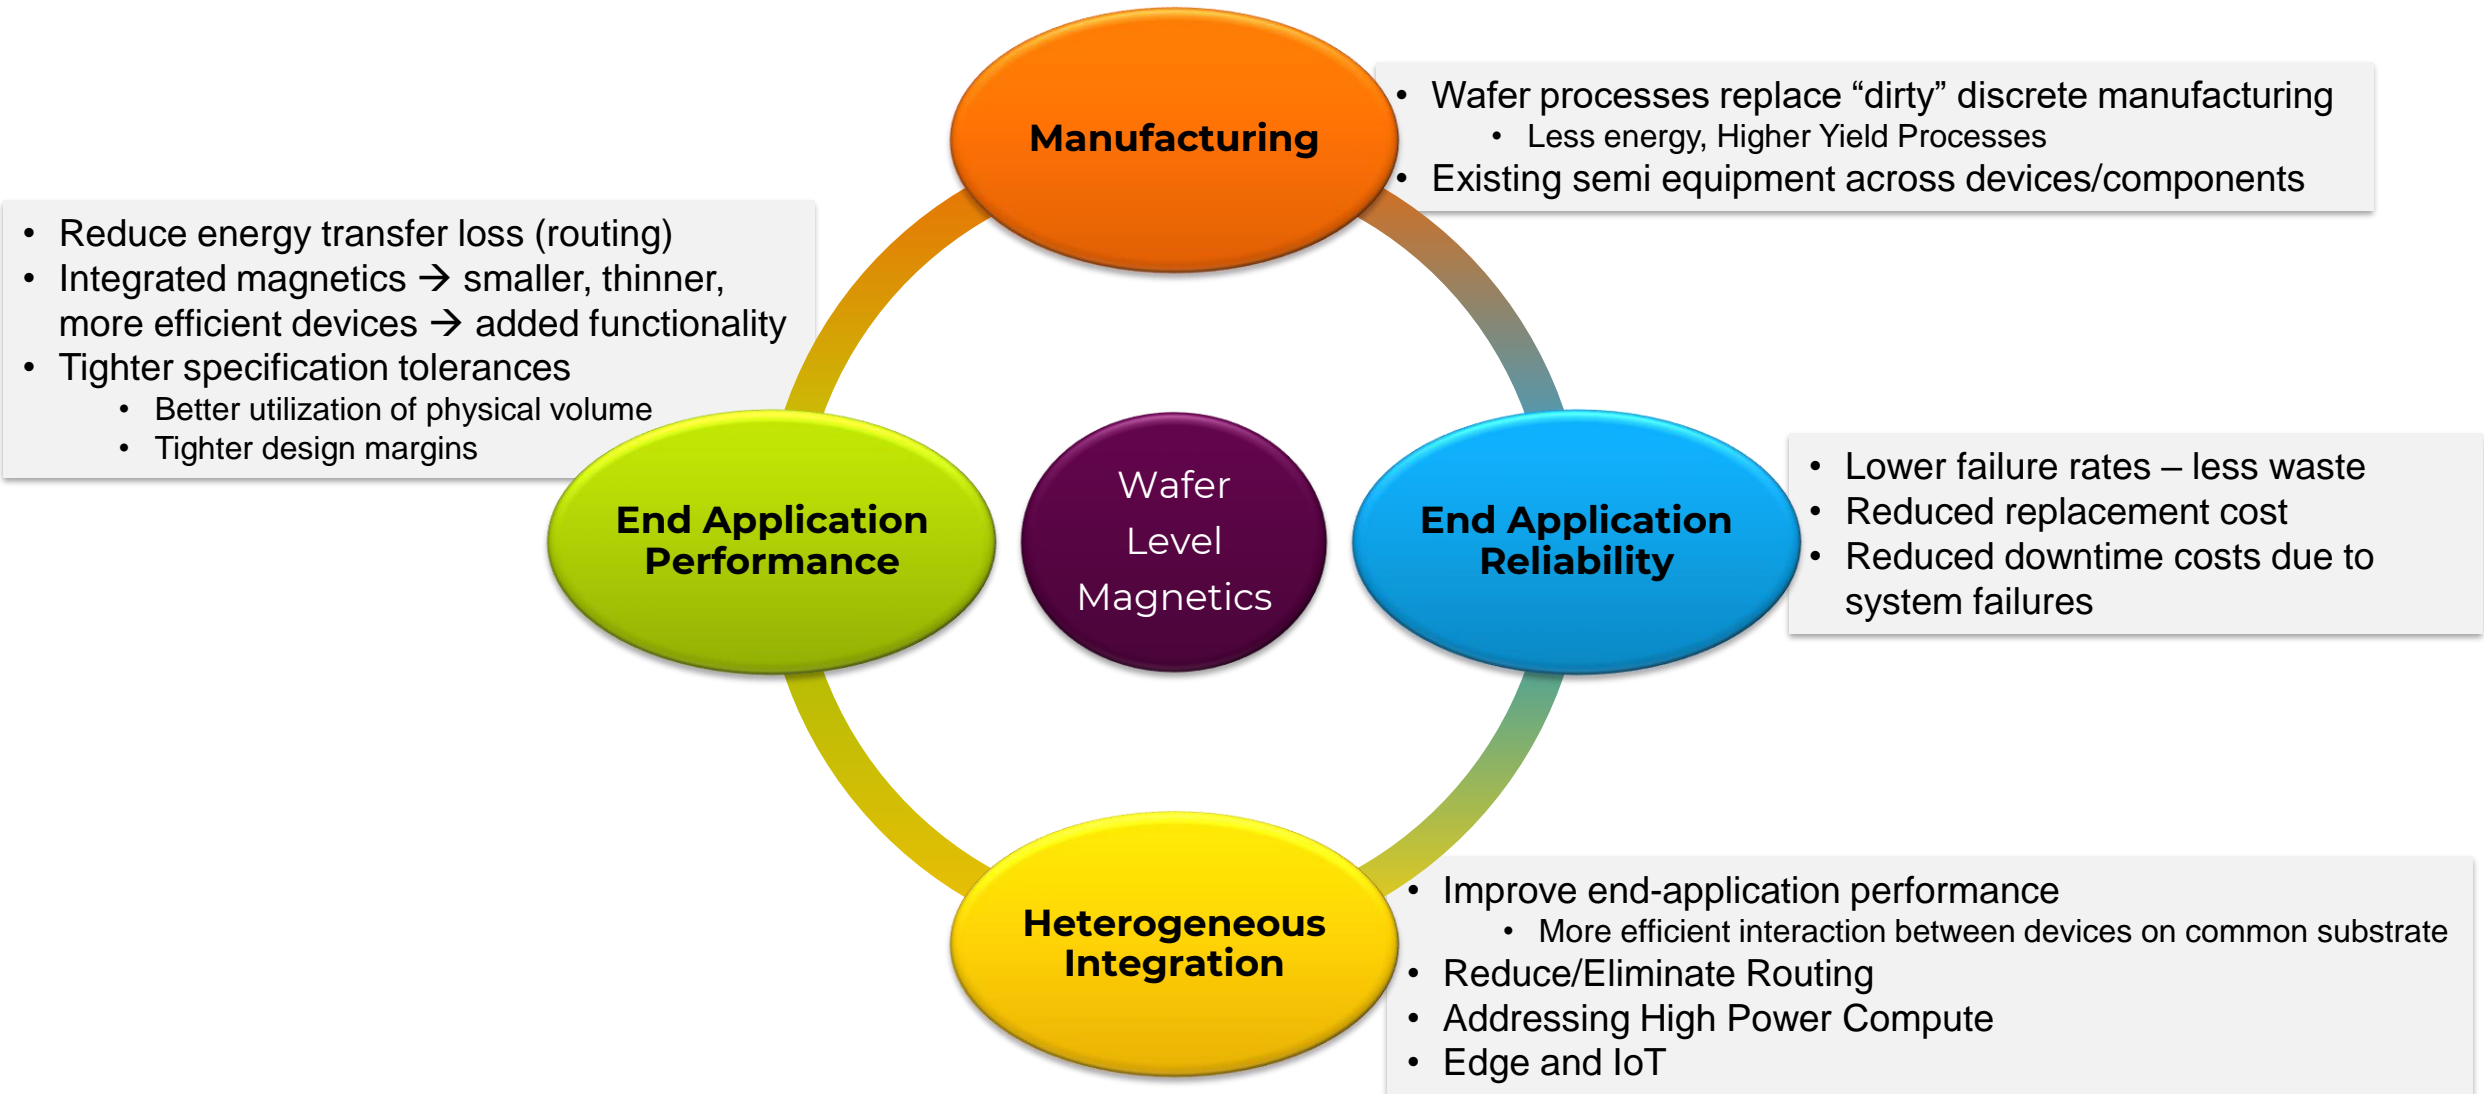 Manufacturing
• Wafer processes replace “dirty” discrete manufacturing
• Less energy, Higher Yield Processes
• Existing semi equipment across devices/components
• Reduce energy transfer loss (routing)
• Integrated magnetics → smaller, thinner,
more efficient devices → added functionality
• Tighter specification tolerances
• Better utilization of physical volume
• Tighter design margins
End Application
Performance
Wafer
Level
Magnetics
End Application
Reliability
• Lower failure rates – less waste
• Reduced replacement cost
• Reduced downtime costs due to
system failures
Heterogeneous
Integration
• Improve end-application performance
• More efficient interaction between devices on common substrate
• Reduce/Eliminate Routing
• Addressing High Power Compute
• Edge and IoT